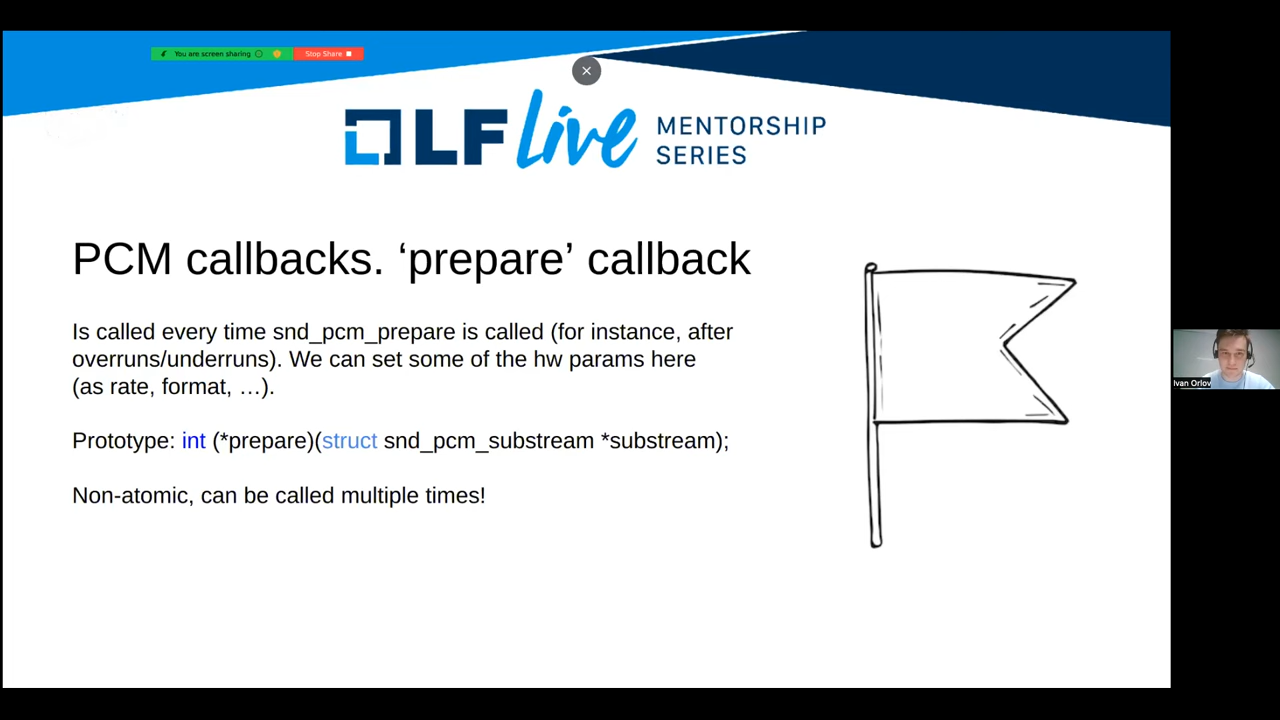 You are screen sharing
Stop Share
LF Live MENTORSHIP
SERIES
PCM callbacks. ‘prepare’ callback
Is called every time snd_pcm_prepare is called (for instance, after
overruns/underruns). We can set some of the hw params here
(as rate, format, …).
Prototype: int (*prepare)(struct snd_pcm_substream *substream);
Non-atomic, can be called multiple times!
Ivan Orlov